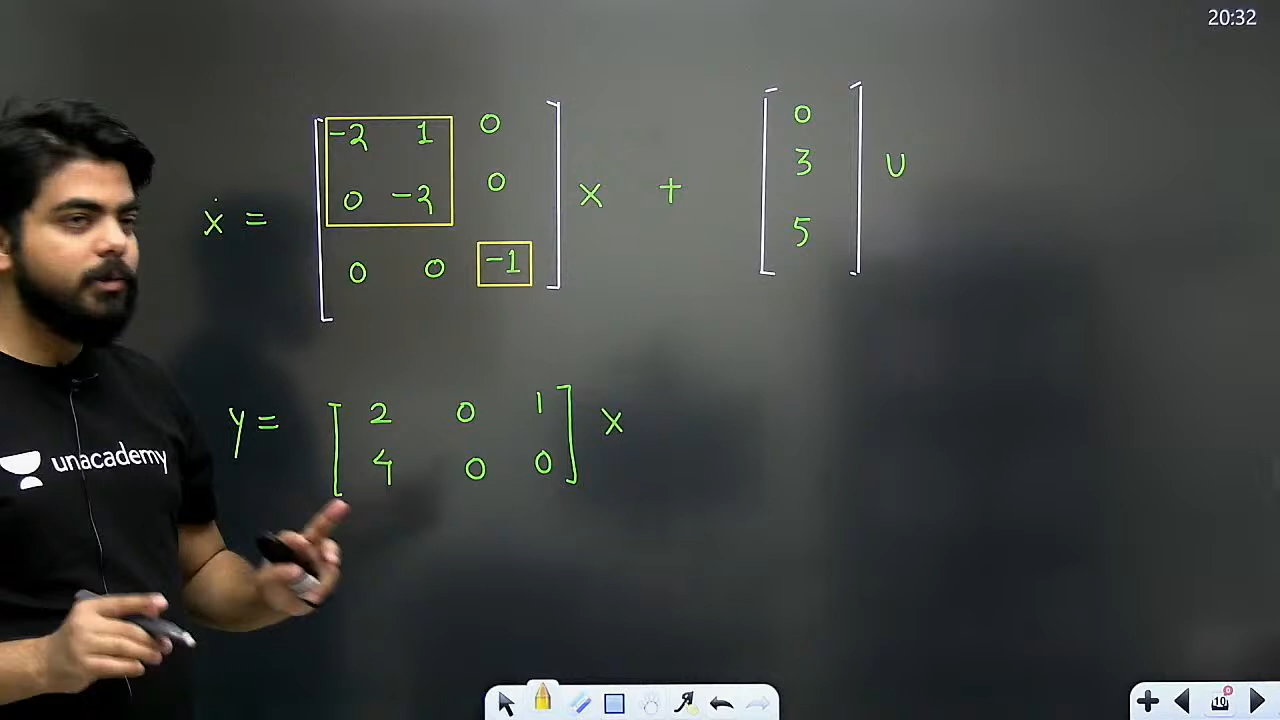 20:32
-2 1 0 0
0 -2 0 3
ẋ = x + u
0 0 -1 5
y = [ 2 0 1 ] x
4 0 0
unacademy
10